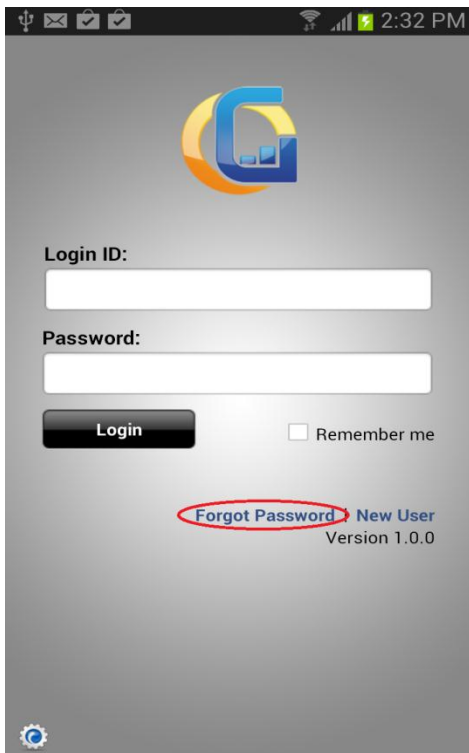 2:32 PM
Login ID:
Password:
Login
Remember me
Forgot Password | New User
Version 1.0.0